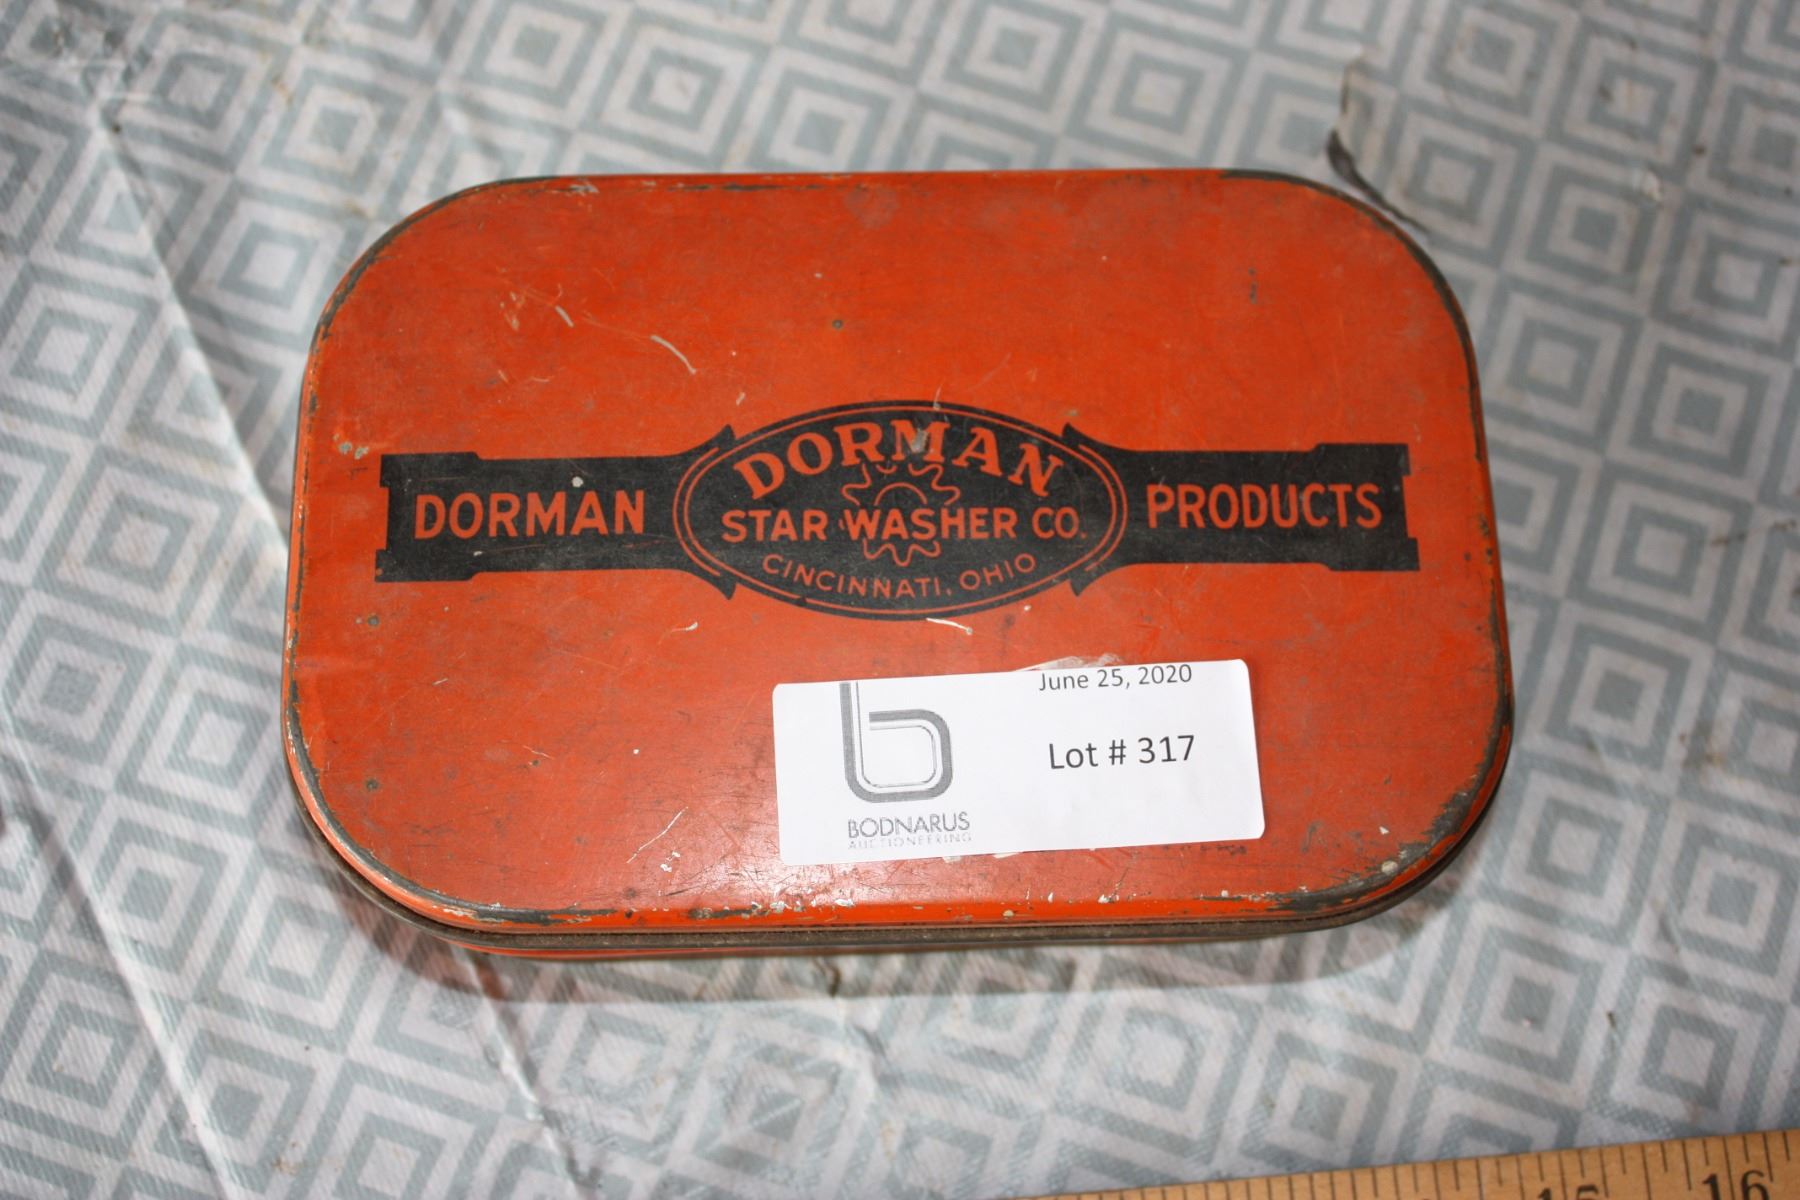 DORMAN
DORMAN
STAR WASHER CO.
CINCINNATI, OHIO
PRODUCTS
June 25, 2020
Lot # 317
b
BODNARUS
AUCTIONEERING
15
16